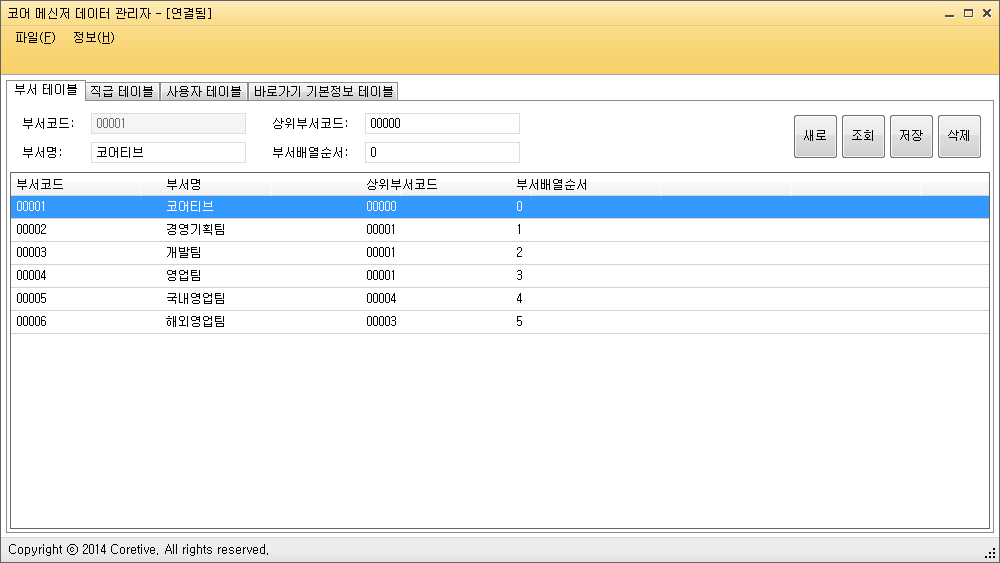 코어 메신저 데이터 관리자 - [연결됨]
파일(F) 정보(H)
부서 테이블 직급 테이블 사용자 테이블 바로가기 기본정보 테이블
부서코드: 00001 상위부서코드: 00000
부서명: 코어티브 부서배열순서: 0
새로 조회 저장 삭제
부서코드 부서명 상위부서코드 부서배열순서
00001 코어티브 00000 0
00002 경영기획팀 00001 1
00003 개발팀 00001 2
00004 영업팀 00001 3
00005 국내영업팀 00004 4
00006 해외영업팀 00003 5
Copyright ⓒ 2014 Coretive. All rights reserved.